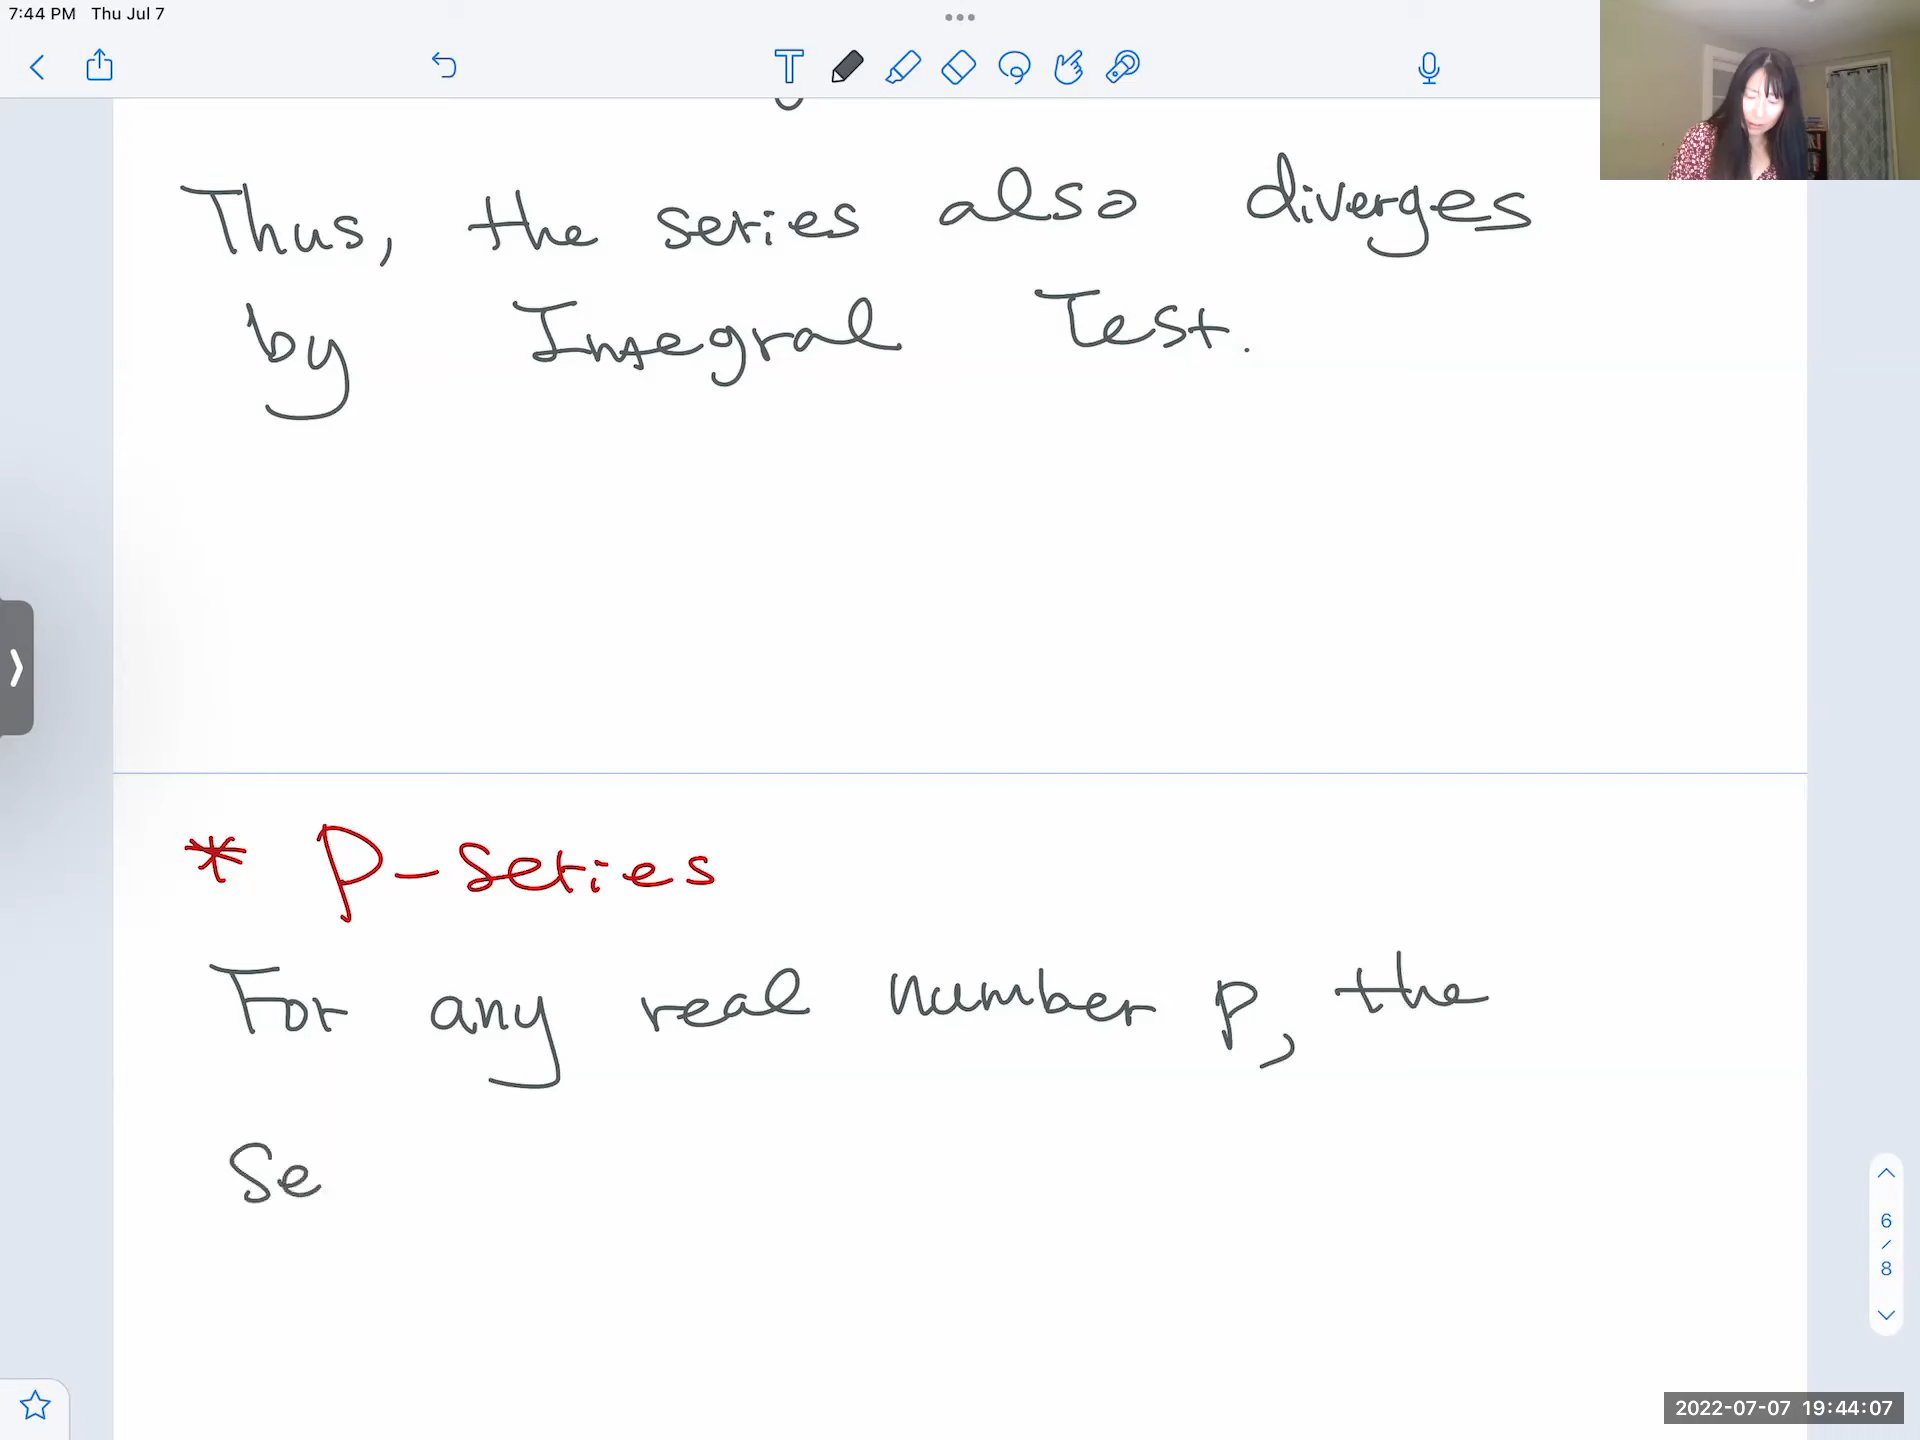 7:44 PM Thu Jul 7
Thus, the series also diverges
by Integral Test.
* P-series
For any real number p, the
Se
6
/
8
2022-07-07 19:44:07